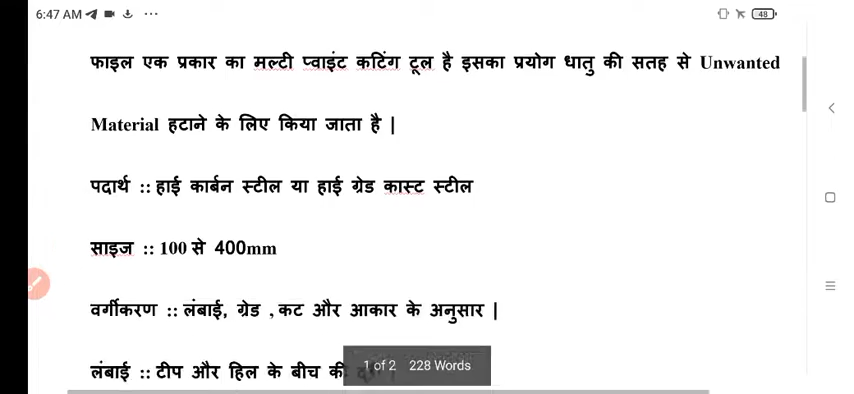 6:47 AM
48
फाइल एक प्रकार का मल्टी प्वाइंट कटिंग टूल है इसका प्रयोग धातु की सतह से Unwanted
Material हटाने के लिए किया जाता है |
पदार्थ :: हाई कार्बन स्टील या हाई ग्रेड कास्ट स्टील
साइज :: 100 से 400mm
वर्गीकरण :: लंबाई, ग्रेड , कट और आकार के अनुसार |
लंबाई :: टीप और हिल के बीच की
1 of 2 228 Words